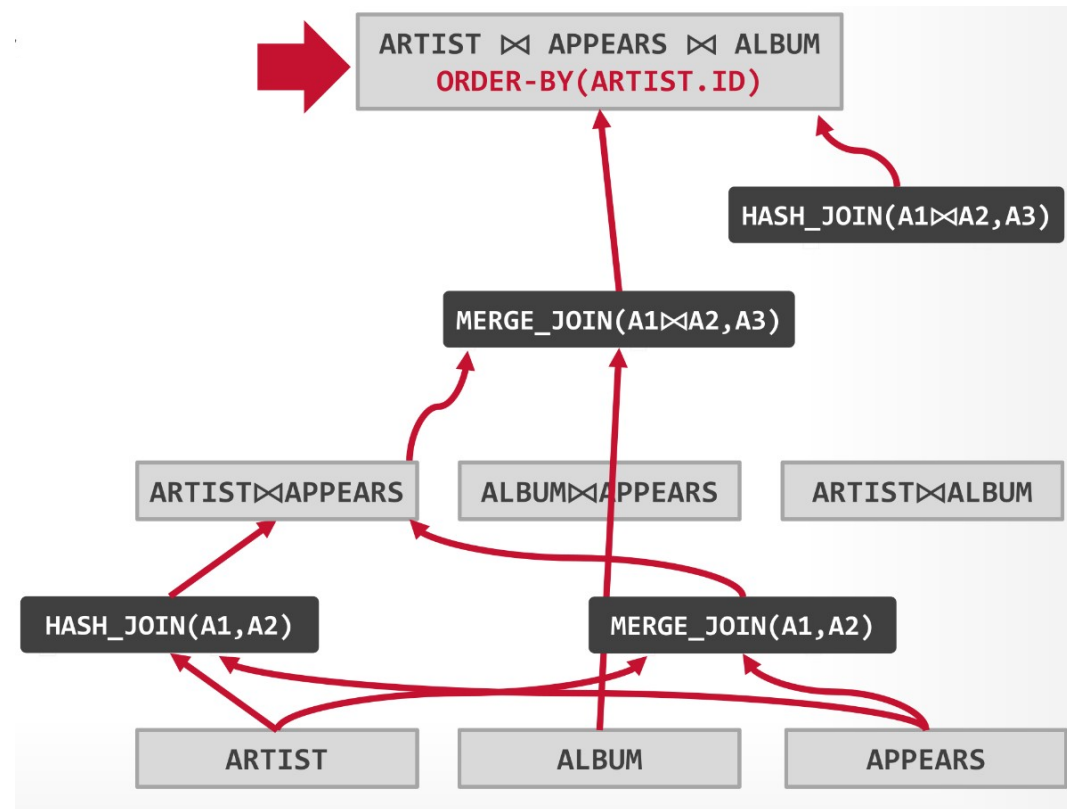 ARTIST ⋈ APPEARS ⋈ ALBUM
ORDER-BY(ARTIST.ID)
HASH_JOIN(A1⋈A2,A3)
MERGE_JOIN(A1⋈A2,A3)
ARTIST⋈APPEARS
ALBUM⋈APPEARS
ARTIST⋈ALBUM
HASH_JOIN(A1,A2)
MERGE_JOIN(A1,A2)
ARTIST
ALBUM
APPEARS